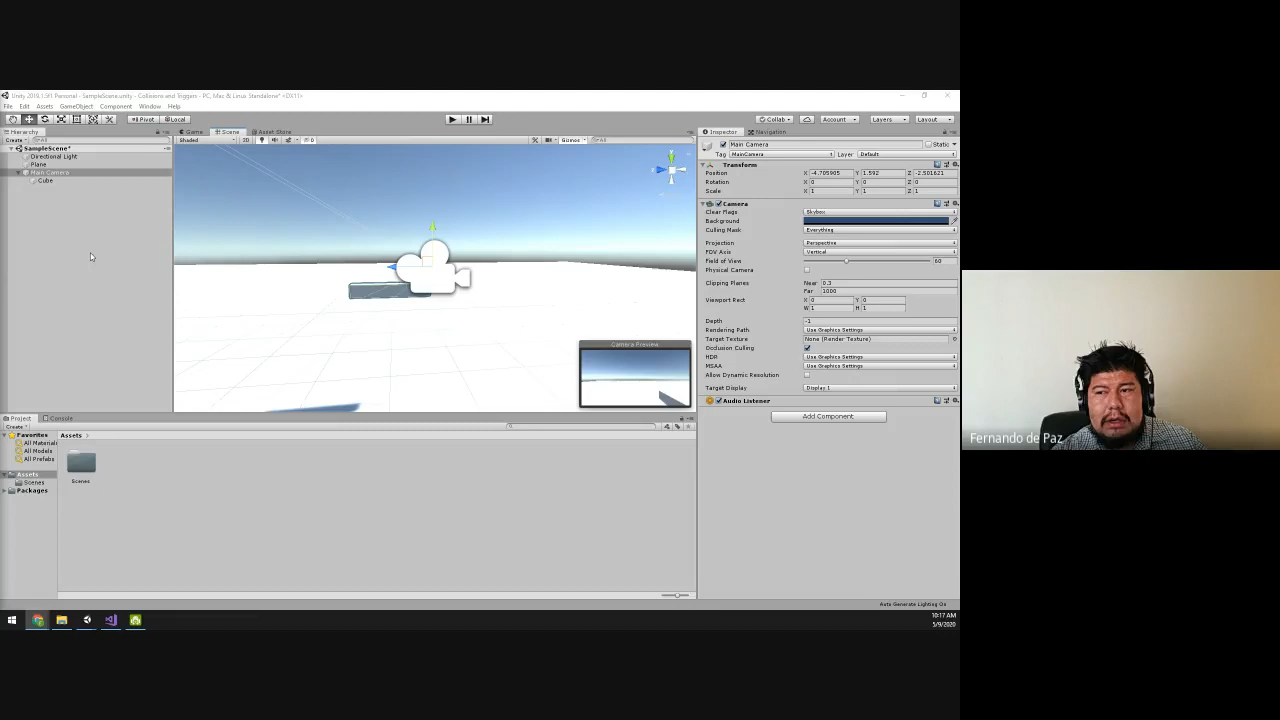 Unity 2019.1.9f1 Personal - SampleScene.unity - Collisions and Triggers - PC, Mac & Linux Standalone* <DX11>
File Edit Assets GameObject Component Window Help
Pivot Local Collab Account Layers Layout
Hierarchy
Create All
SampleScene*
Directional Light
Plane
Main Camera
Cube
Game Scene Asset Store
Shaded 2D 0 Gizmos All
Camera Preview
Inspector Navigation
Main Camera Static
Tag MainCamera Layer Default
Transform
Position X -4.705905 Y 1.592 Z -2.501621
Rotation X 0 Y 0 Z 0
Scale X 1 Y 1 Z 1
Camera
Clear Flags Skybox
Background
Culling Mask Everything
Projection Perspective
FOV Axis Vertical
Field of View 60
Physical Camera
Clipping Planes Near 0.3
Far 1000
Viewport Rect X 0 Y 0
W 1 H 1
Depth -1
Rendering Path Use Graphics Settings
Target Texture None (Render Texture)
Occlusion Culling
HDR Use Graphics Settings
MSAA Use Graphics Settings
Allow Dynamic Resolution
Target Display Display 1
Audio Listener
Add Component
Project Console
Create
Favorites
All Material
All Models
All Prefabs
Assets
Scenes
Packages
Assets
Scenes
Auto Generate Lighting On
10:17 AM
5/9/2020
Fernando de Paz